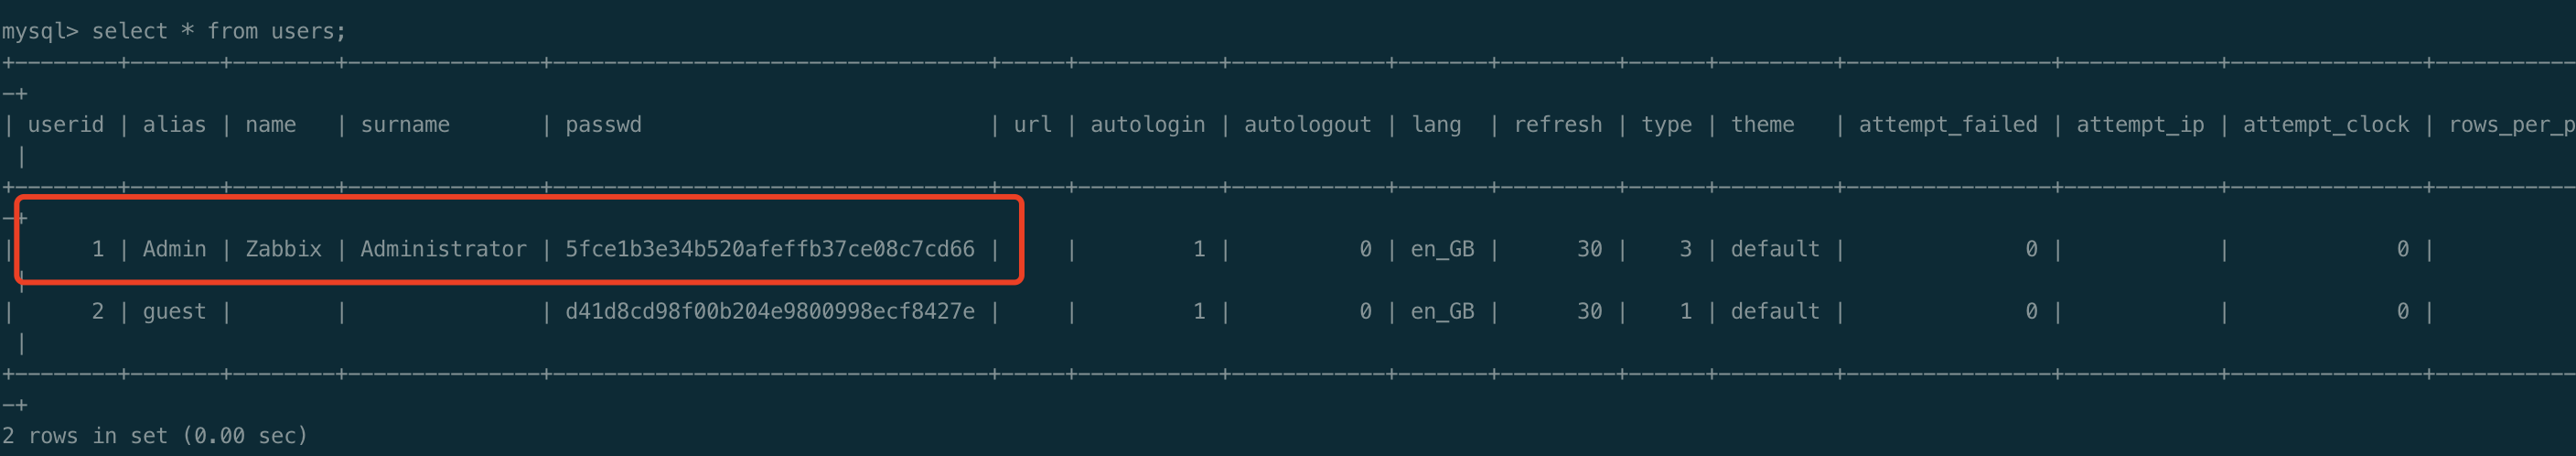 mysql> select * from users;
+--------+-------+--------+---------------+----------------------------------+-----+-----------+------------+-------+---------+------+---------+----------------+------------+---------------+-----------
-+
| userid | alias | name   | surname       | passwd                           | url | autologin | autologout | lang  | refresh | type | theme   | attempt_failed | attempt_ip | attempt_clock | rows_per_p
 |
+--------+-------+--------+---------------+----------------------------------+-----+-----------+------------+-------+---------+------+---------+----------------+------------+---------------+-----------
-+
|      1 | Admin | Zabbix | Administrator | 5fce1b3e34b520afeffb37ce08c7cd66 |     |         1 |          0 | en_GB |      30 |    3 | default |              0 |            |             0 |
 |
|      2 | guest |        |               | d41d8cd98f00b204e9800998ecf8427e |     |         1 |          0 | en_GB |      30 |    1 | default |              0 |            |             0 |
 |
+--------+-------+--------+---------------+----------------------------------+-----+-----------+------------+-------+---------+------+---------+----------------+------------+---------------+-----------
-+
2 rows in set (0.00 sec)